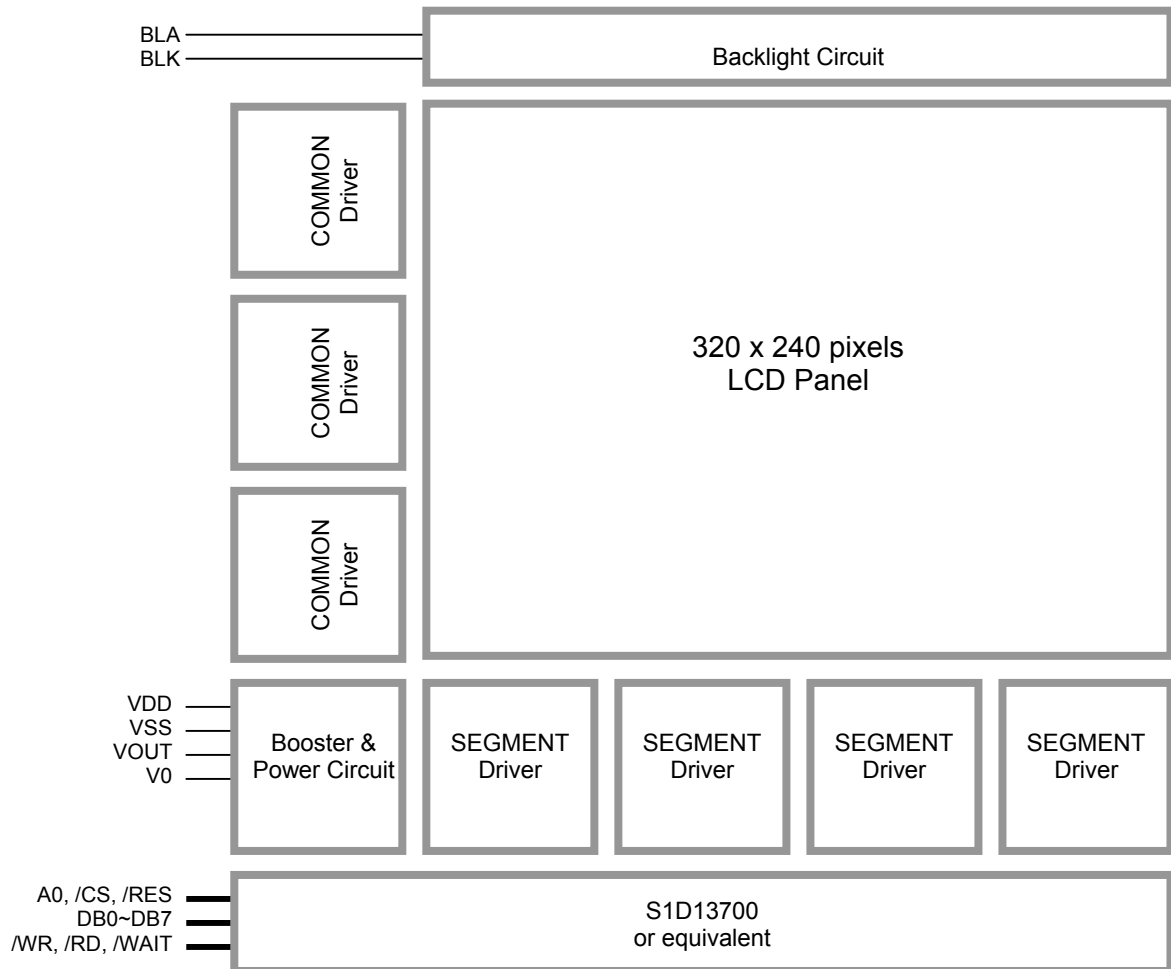 BLA
BLK
Backlight Circuit
COMMON
Driver
320 x 240 pixels
LCD Panel
COMMON
Driver
COMMON
Driver
VDD
VSS
VOUT
V0
Booster &
Power Circuit
SEGMENT
Driver
SEGMENT
Driver
SEGMENT
Driver
SEGMENT
Driver
A0, /CS, /RES
DB0~DB7
/WR, /RD, /WAIT
S1D13700
or equivalent